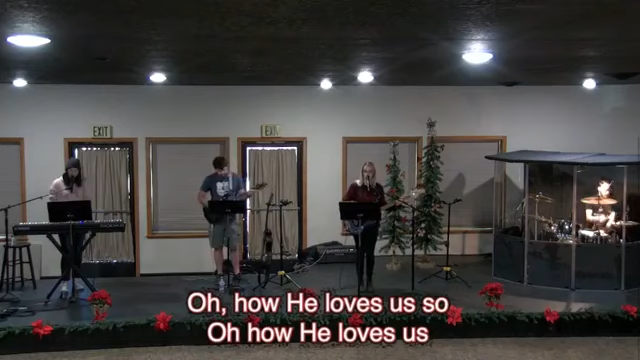 EXIT
EXIT
Oh, how He loves us so
Oh how He loves us